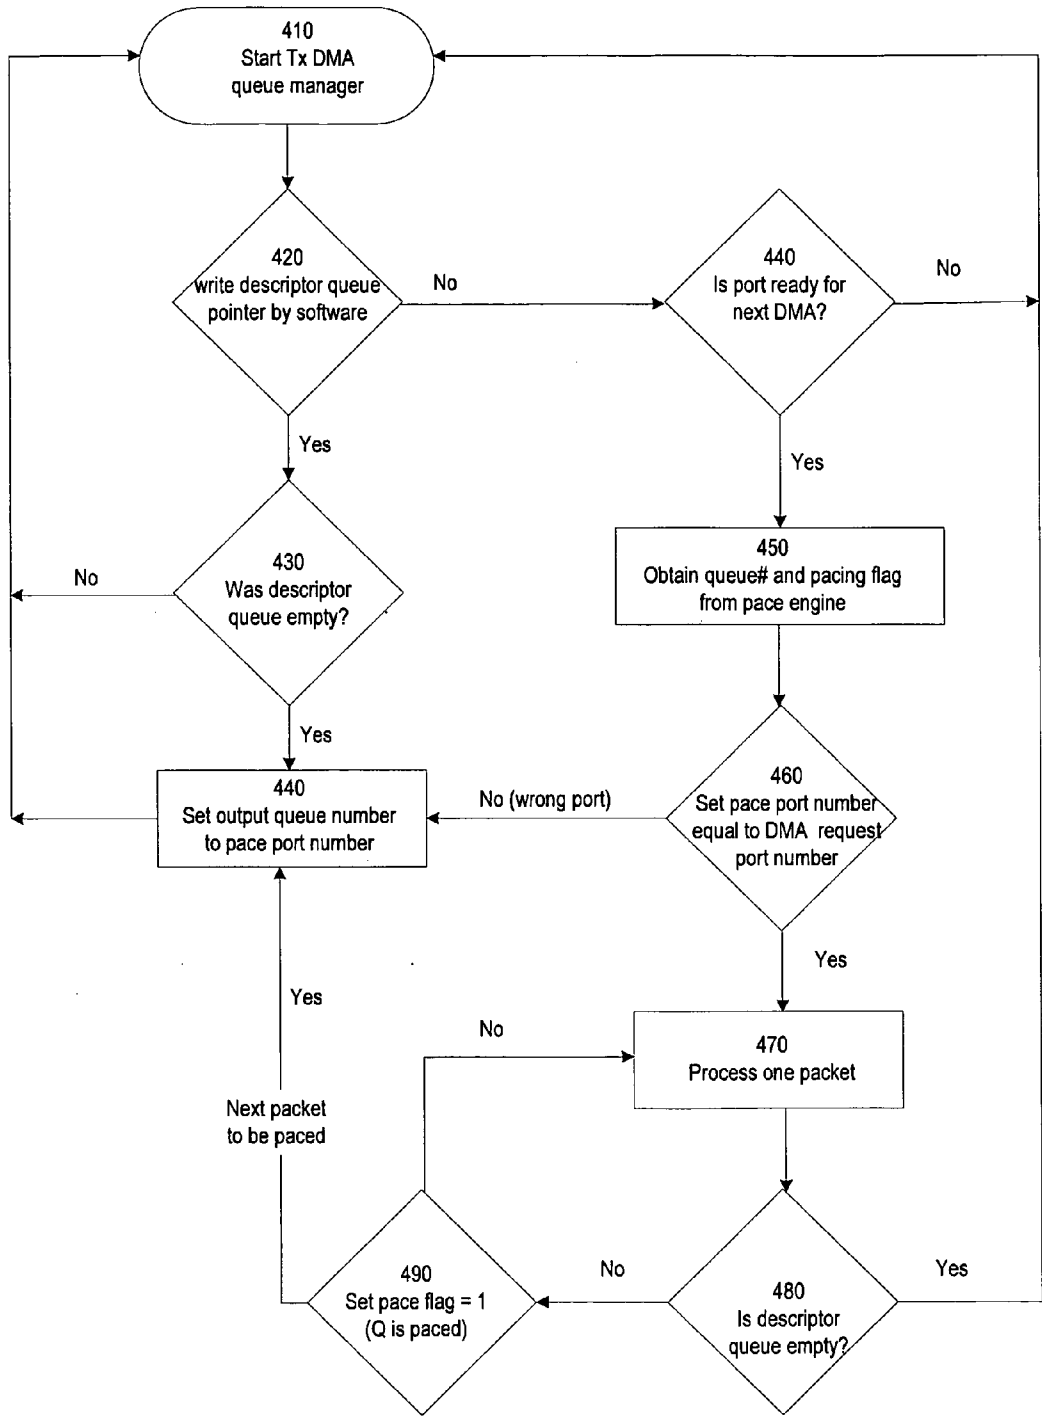 410
Start Tx DMA
queue manager
420
write descriptor queue
pointer by software
No
440
Is port ready for
next DMA?
No
Yes
Yes
430
Was descriptor
queue empty?
No
450
Obtain queue# and pacing flag
from pace engine
Yes
440
Set output queue number
to pace port number
No (wrong port)
460
Set pace port number
equal to DMA request
port number
Yes
Yes
No
470
Process one packet
Next packet
to be paced
490
Set pace flag = 1
(Q is paced)
No
480
Is descriptor
queue empty?
Yes